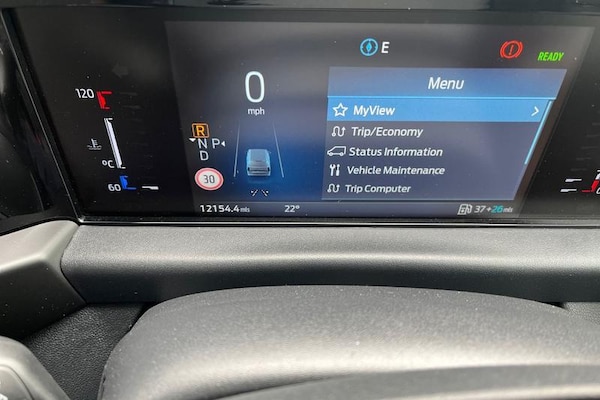 E
READY
120
0
mph
Menu
MyView
Trip/Economy
Status Information
Vehicle Maintenance
Trip Computer
R
N P
D
30
°C
60
12154.4 mls
22°
37+26 mls